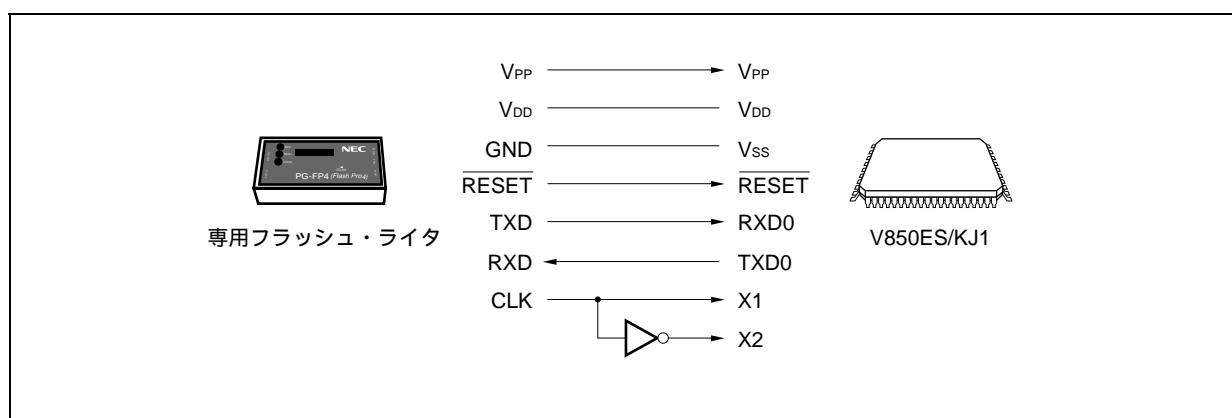 VPP VPP
VDD VDD
GND VSS
RESET RESET
TXD RXD0
RXD TXD0
CLK X1
X2
NEC
PG-FP4 (Flash Pro4)
専用フラッシュ・ライタ
V850ES/KJ1